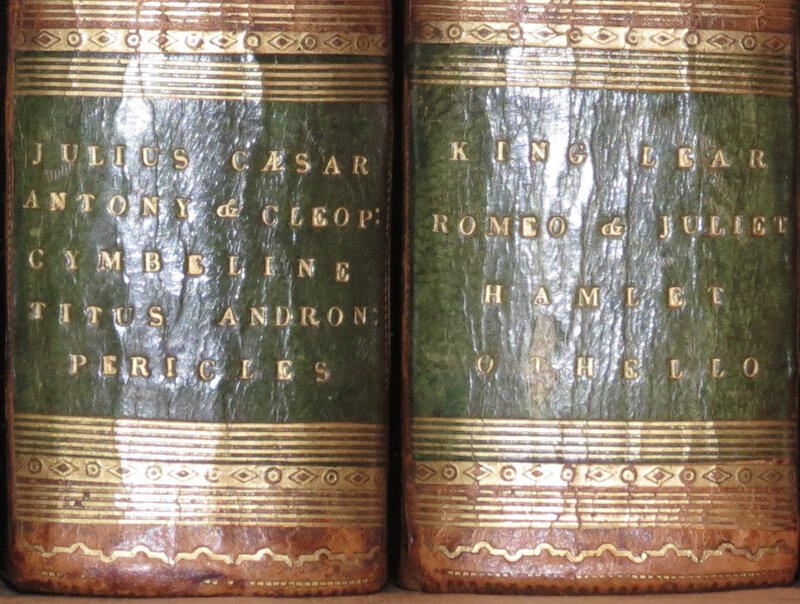 JULIUS CÆSAR
ANTONY & CLEOP:
CYMBELINE
TITUS ANDRON:
PERICLES
KING LEAR
ROMEO & JULIET
HAMLET
OTHELLO